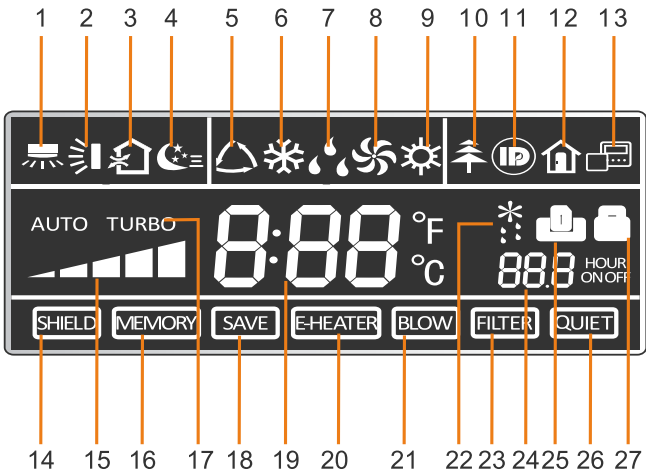 1 2 3 4 5 6 7 8 9 10 11 12 13
ID
AUTO TURBO
8:88 °F
°C
88.8 HOUR
ON OFF
SHIELD MEMORY SAVE E-HEATER BLOW FILTER QUIET
14 15 16 17 18 19 20 21 22 23 24 25 26 27